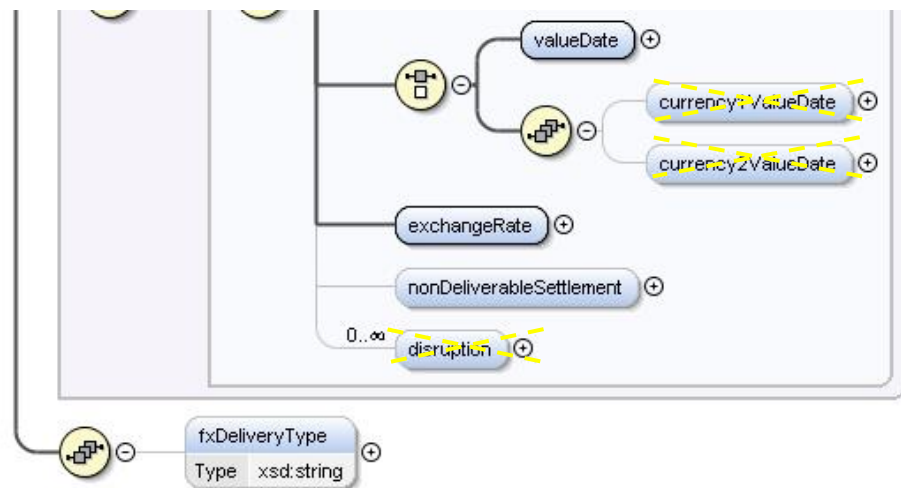 valueDate
currency1ValueDate
currency2ValueDate
exchangeRate
nonDeliverableSettlement
0..∞
disruption
fxDeliveryType
Type xsd:string